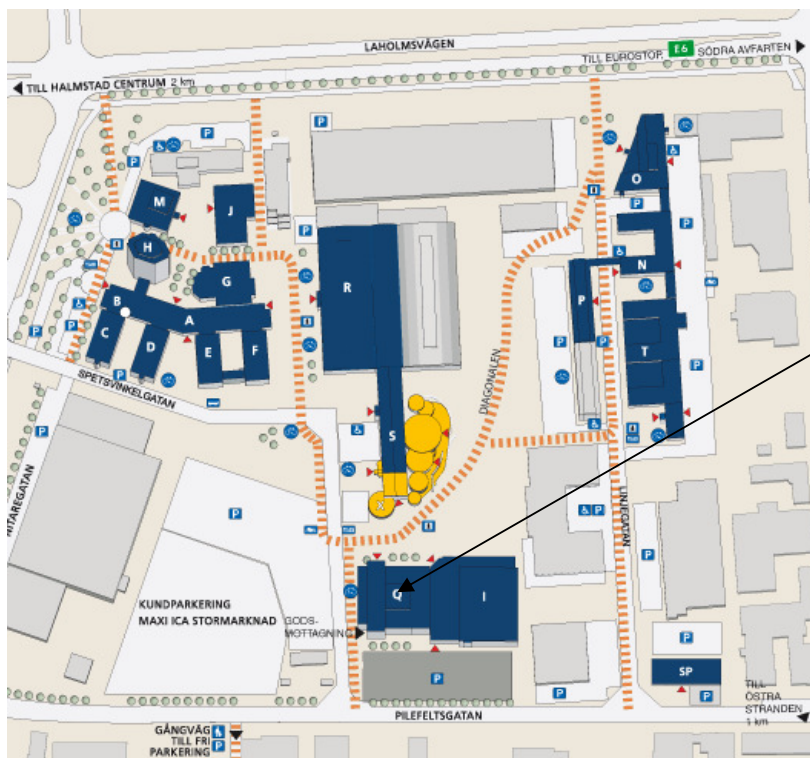 LAHOLMSVÄGEN
TILL EUROSTOP,
E6
SÖDRA AVFARTEN
TILL HALMSTAD CENTRUM 2 km
P
P
P
P
O
M
J
P
P
H
P
N
G
R
B
P
P
P
A
C
D
E
F
T
P
P
P
P
SPETSVINKELGATAN
DIAGONALEN
P
S
X
P
P
LINJEGATAN
P
KUNDPARKERING
MAXI ICA STORMARKNAD
GODS-
MOTTAGNING
Q
I
P
P
SP
P
P
P
TILL
ÖSTRA
STRANDEN
1 km
PILEFELTSGATAN
GÅNGVÄG
TILL FRI
PARKERING
P